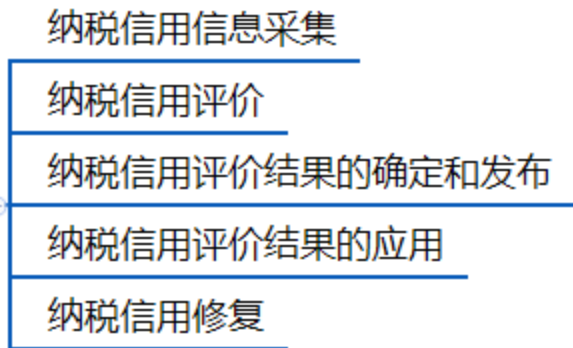 纳税信用信息采集
纳税信用评价
纳税信用评价结果的确定和发布
纳税信用评价结果的应用
纳税信用修复